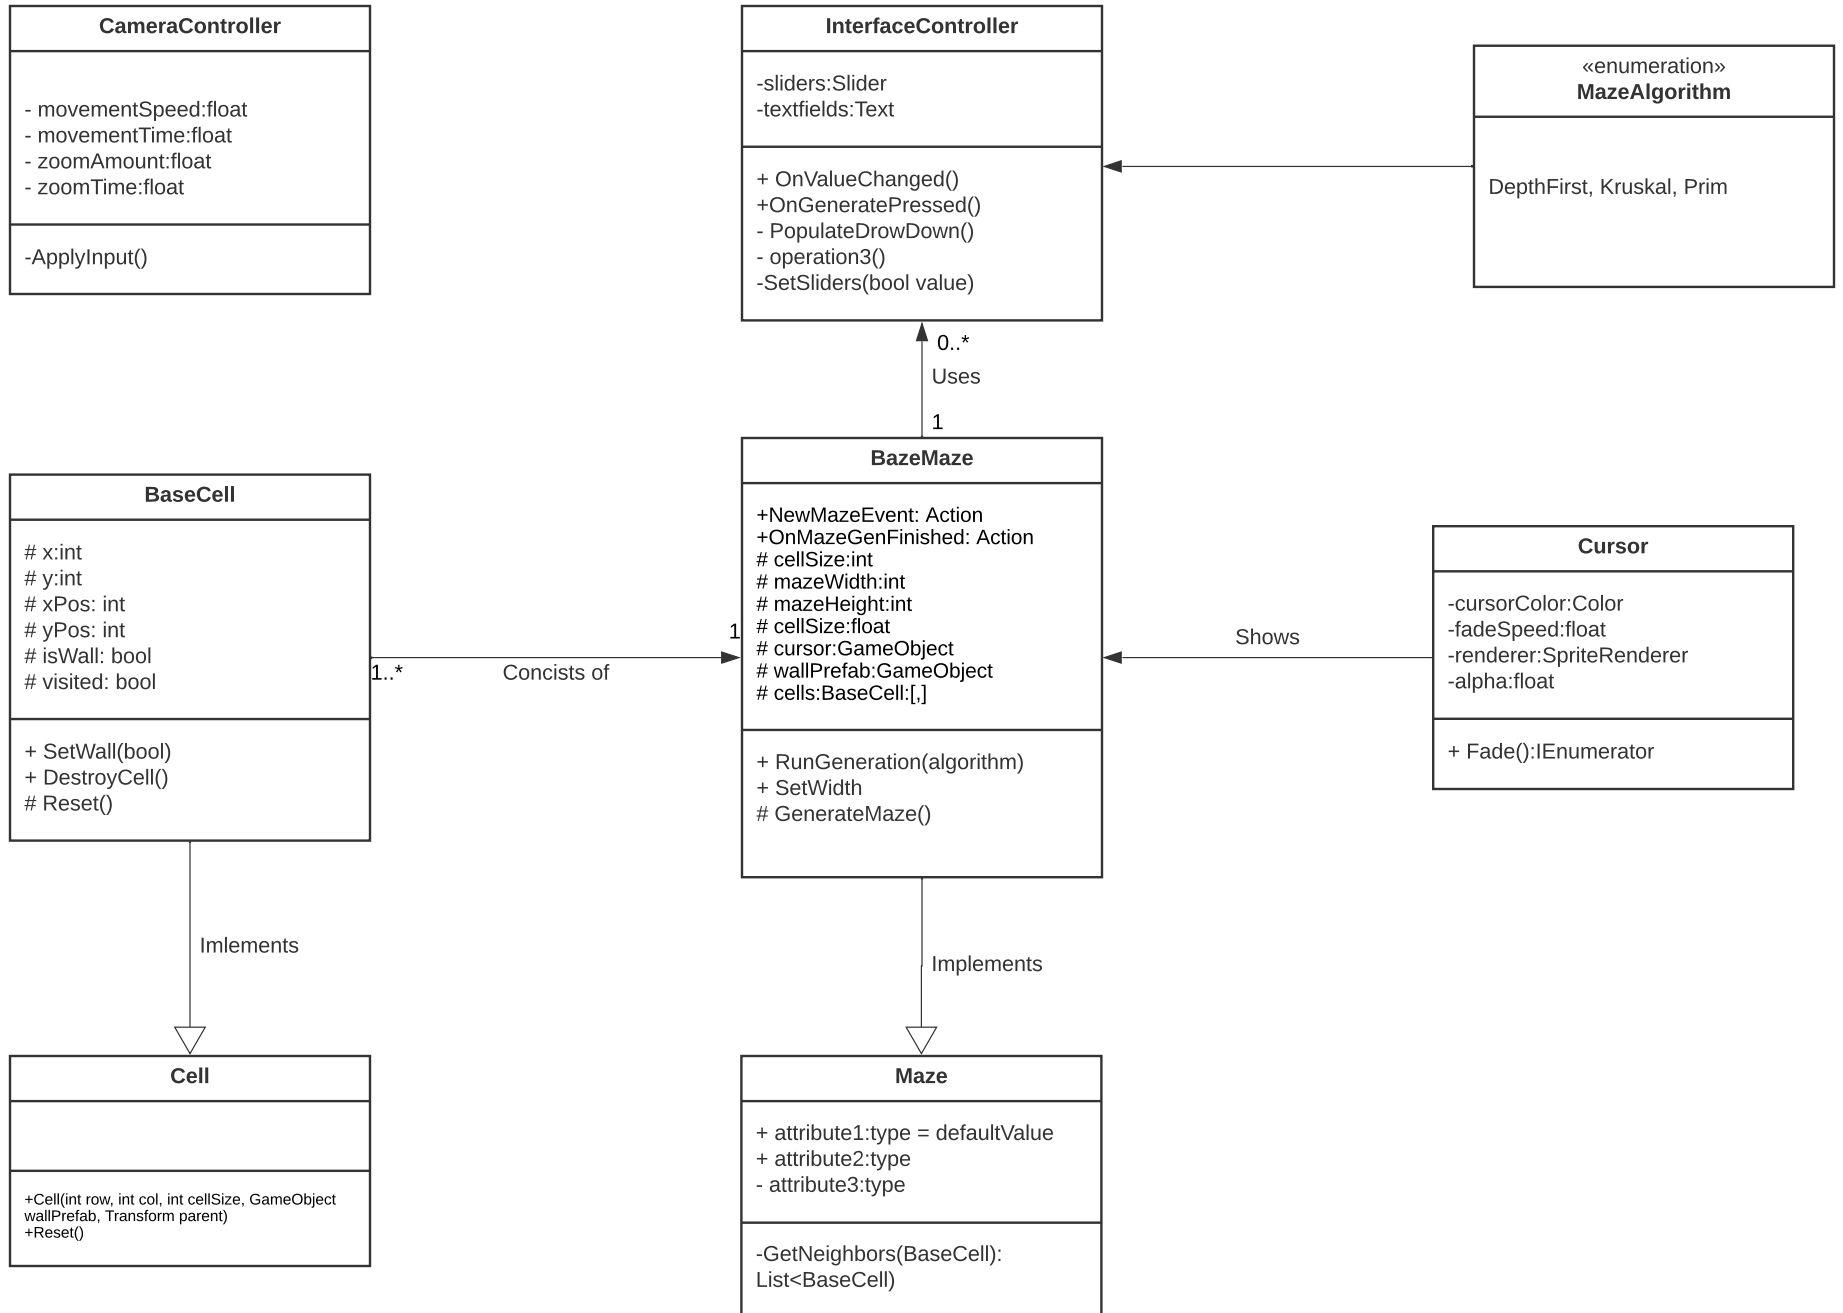 CameraController
- movementSpeed:float
- movementTime:float
- zoomAmount:float
- zoomTime:float
-ApplyInput()
InterfaceController
-sliders:Slider
-textfields:Text
+ OnValueChanged()
+OnGeneratePressed()
- PopulateDrowDown()
- operation3()
-SetSliders(bool value)
«enumeration»
MazeAlgorithm
DepthFirst, Kruskal, Prim
0..*
Uses
1
BaseCell
# x:int
# y:int
# xPos: int
# yPos: int
# isWall: bool
# visited: bool
+ SetWall(bool)
+ DestroyCell()
# Reset()
1..*
Concists of
1
BazeMaze
+NewMazeEvent: Action
+OnMazeGenFinished: Action
# cellSize:int
# mazeWidth:int
# mazeHeight:int
# cellSize:float
# cursor:GameObject
# wallPrefab:GameObject
# cells:BaseCell:[,]
+ RunGeneration(algorithm)
+ SetWidth
# GenerateMaze()
Shows
Cursor
-cursorColor:Color
-fadeSpeed:float
-renderer:SpriteRenderer
-alpha:float
+ Fade():IEnumerator
Imlements
Implements
Cell
+Cell(int row, int col, int cellSize, GameObject
wallPrefab, Transform parent)
+Reset()
Maze
+ attribute1:type = defaultValue
+ attribute2:type
- attribute3:type
-GetNeighbors(BaseCell):
List<BaseCell)